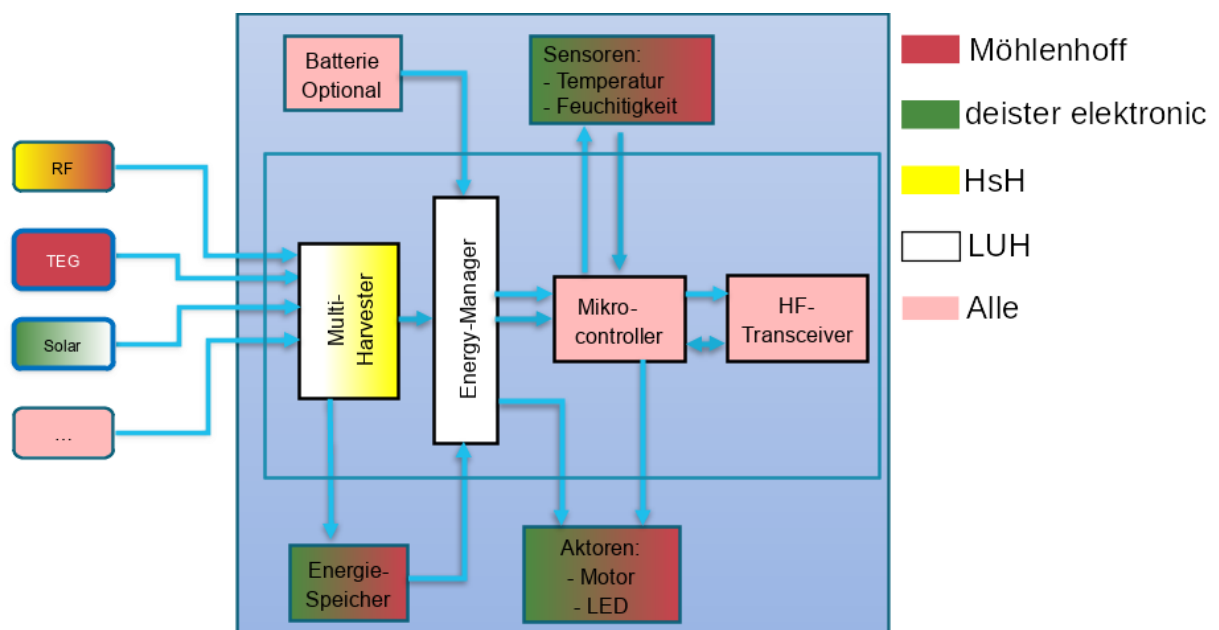 Batterie
Optional
Sensoren:
- Temperatur
- Feuchitigkeit
RF
TEG
Solar
...
Multi-
Harvester
Energy-Manager
Mikro-
controller
HF-
Transceiver
Energie-
Speicher
Aktoren:
- Motor
- LED
Möhlenhoff
deister elektronic
HsH
LUH
Alle